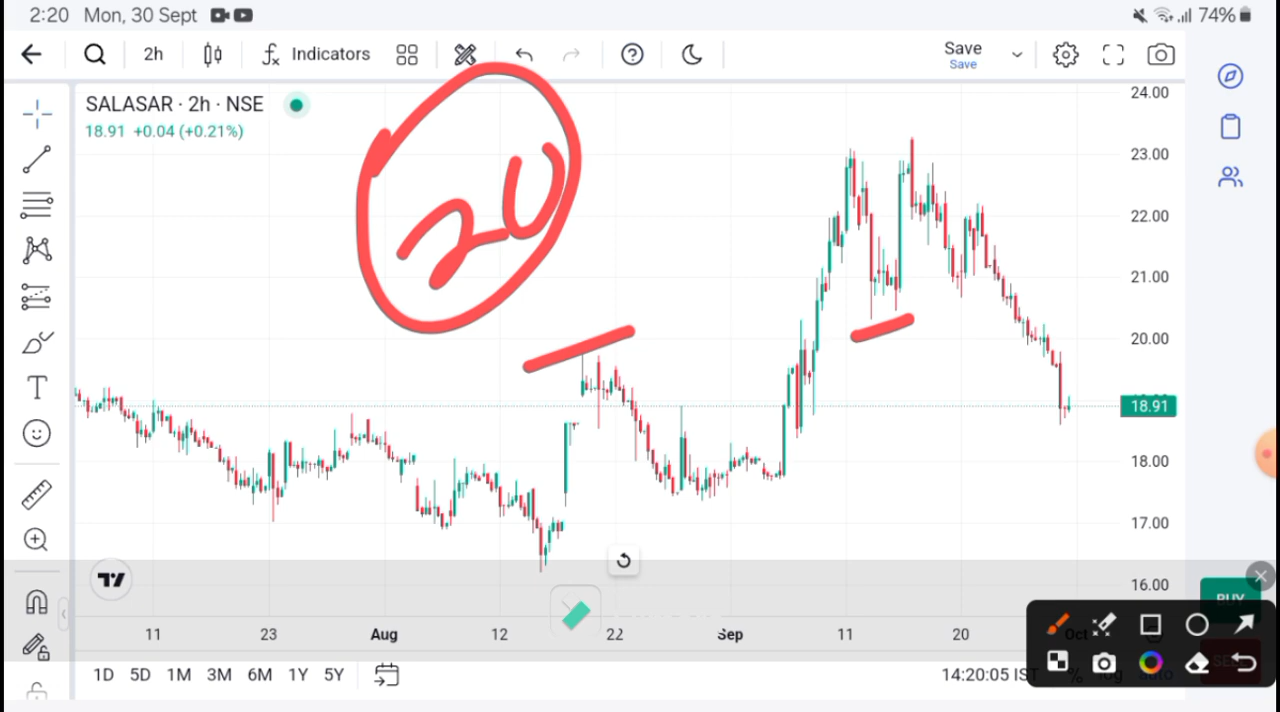 2:20 Mon, 30 Sept 74%
2h Indicators Save
Save
SALASAR · 2h · NSE
18.91 +0.04 (+0.21%)
20
24.00
23.00
22.00
21.00
20.00
18.91
18.00
17.00
16.00
BUY
11 23 Aug 12 22 Sep 11 20 Oct
1D 5D 1M 3M 6M 1Y 5Y 14:20:05 IST % log auto